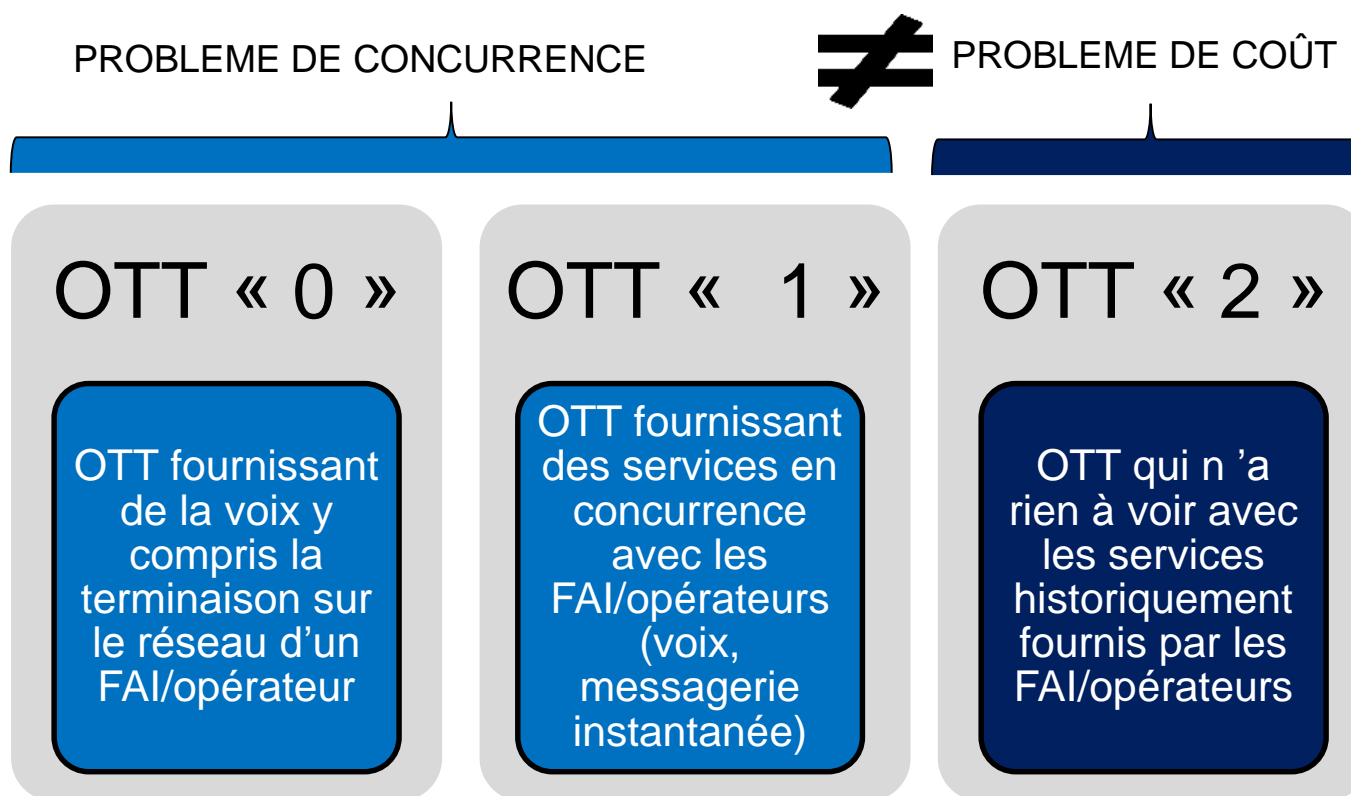 PROBLEME DE CONCURRENCE
≠
PROBLEME DE COÛT
OTT « 0 »
OTT fournissant
de la voix y
compris la
terminaison sur
le réseau d’un
FAI/opérateur
OTT «  1 »
OTT fournissant
des services en
concurrence
avec les
FAI/opérateurs
(voix,
messagerie
instantanée)
OTT « 2 »
OTT qui n ’a
rien à voir avec
les services
historiquement
fournis par les
FAI/opérateurs